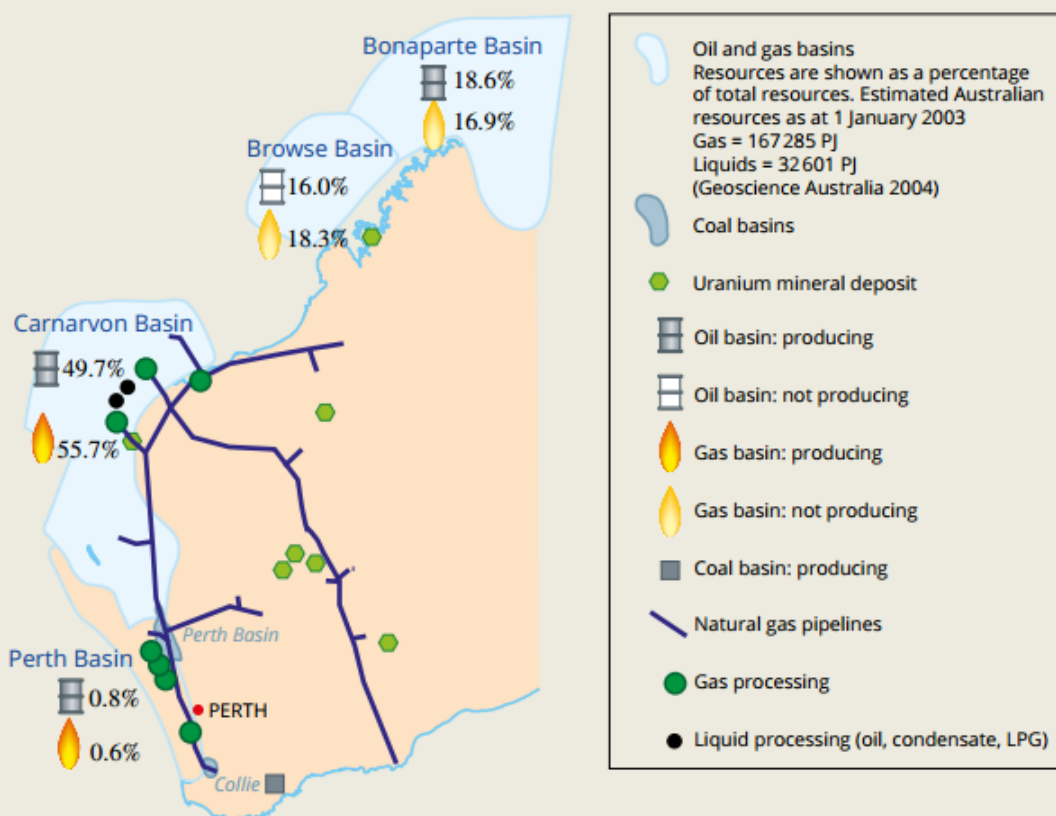 Bonaparte Basin
18.6%
16.9%
Browse Basin
16.0%
18.3%
Carnarvon Basin
49.7%
55.7%
Perth Basin
Perth Basin
0.8%
0.6%
PERTH
Collie
Oil and gas basins
Resources are shown as a percentage
of total resources. Estimated Australian
resources as at 1 January 2003
Gas = 167 285 PJ
Liquids = 32 601 PJ
(Geoscience Australia 2004)
Coal basins
Uranium mineral deposit
Oil basin: producing
Oil basin: not producing
Gas basin: producing
Gas basin: not producing
Coal basin: producing
Natural gas pipelines
Gas processing
Liquid processing (oil, condensate, LPG)